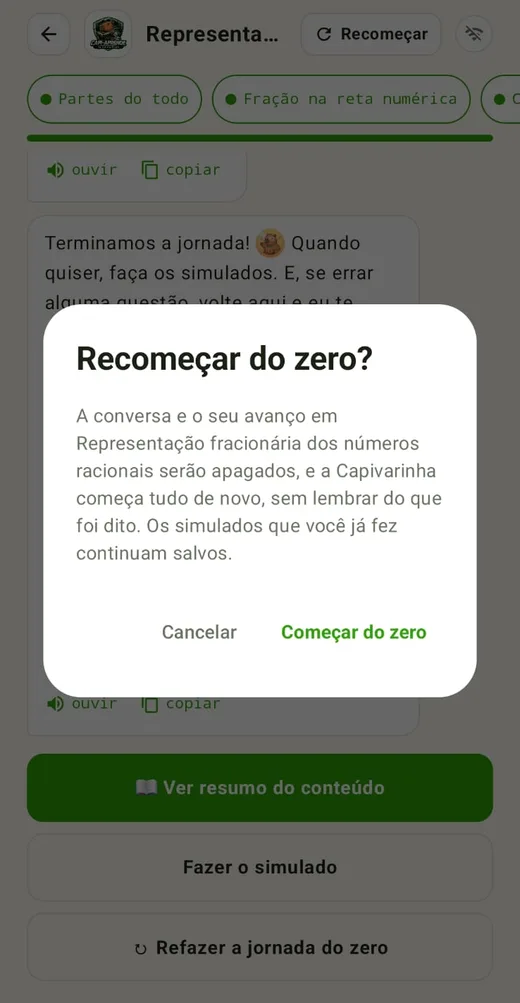 Representa...
Recomeçar
Partes do todo
Fração na reta numérica
ouvir
copiar
Terminamos a jornada! Quando
quiser, faça os simulados. E, se errar
alguma questão, volte aqui e eu te
Recomeçar do zero?
A conversa e o seu avanço em
Representação fracionária dos números
racionais serão apagados, e a Capivarinha
começa tudo de novo, sem lembrar do que
foi dito. Os simulados que você já fez
continuam salvos.
Cancelar
Começar do zero
ouvir
copiar
Ver resumo do conteúdo
Fazer o simulado
Refazer a jornada do zero